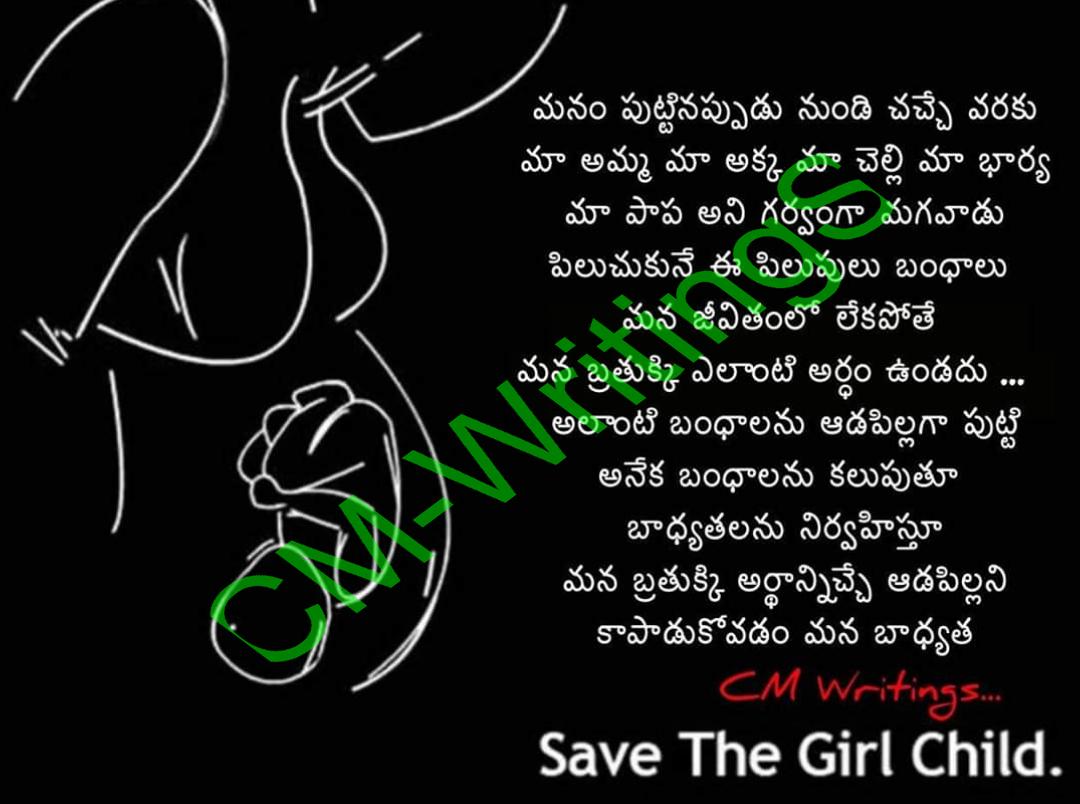 మనం పుట్టినప్పుడు నుండి చచ్చే వరకు
మా అమ్మ మా అక్క మా చెల్లి మా భార్య
మా పాప అని గర్వంగా మగవాడు
పిలుచుకునే ఈ పిలుపులు బంధాలు
మన జీవితంలో లేకపోతే
మన బ్రతుక్కి ఎలాంటి అర్ధం ఉండదు ...
అలాంటి బంధాలను ఆడపిల్లగా పుట్టి
అనేక బంధాలను కలుపుతూ
బాధ్యతలను నిర్వహిస్తూ
మన బ్రతుక్కి అర్థాన్నిచ్చే ఆడపిల్లని
కాపాడుకోవడం మన బాధ్యత
CM Writings...
Save The Girl Child.
CM-Writings